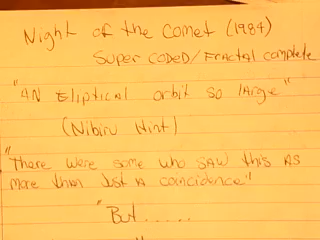 Night of the Comet (1984)
Super CODED/Fractal complete
"AN Eliptical orbit so large"
(Nibiru Hint)
"There were some who saw this as
more than Just a coincidence"
"But......